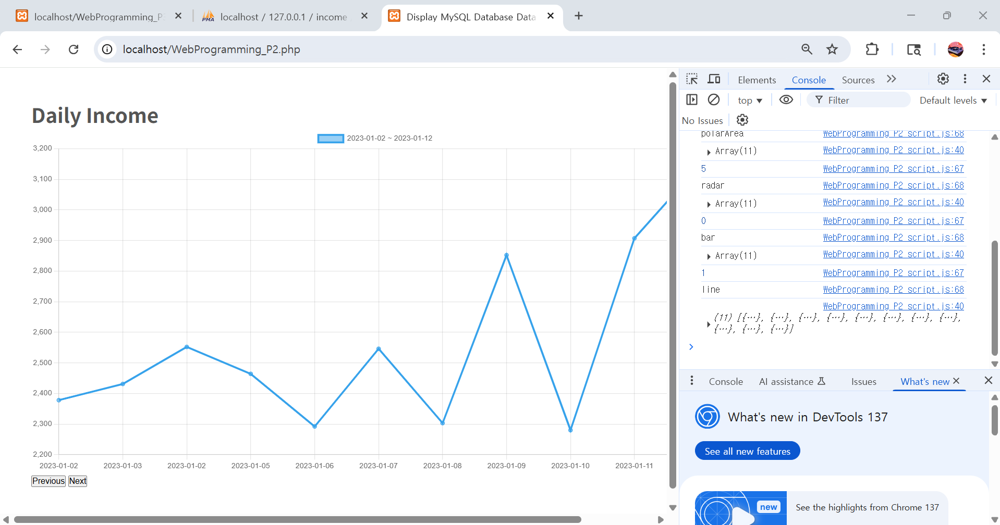 localhost/WebProgramming_P
localhost / 127.0.0.1 / income
Display MySQL Database Data
localhost/WebProgramming_P2.php
Daily Income
2023-01-02 ~ 2023-01-12
3,200
3,100
3,000
2,900
2,800
2,700
2,600
2,500
2,400
2,300
2,200
2023-01-02 2023-01-03 2023-01-02 2023-01-05 2023-01-06 2023-01-07 2023-01-08 2023-01-09 2023-01-10 2023-01-11
Previous Next
Elements Console Sources
top Filter Default levels
No Issues
polarArea WebProgramming_P2_script.js:68
Array(11) WebProgramming_P2_script.js:40
5 WebProgramming_P2_script.js:67
radar WebProgramming_P2_script.js:68
Array(11) WebProgramming_P2_script.js:40
0 WebProgramming_P2_script.js:67
bar WebProgramming_P2_script.js:68
Array(11) WebProgramming_P2_script.js:40
1 WebProgramming_P2_script.js:67
line WebProgramming_P2_script.js:68
WebProgramming_P2_script.js:40
(11) [{…}, {…}, {…}, {…}, {…}, {…}, {…}, {…},
{…}, {…}, {…}]
Console AI assistance Issues What's new
What's new in DevTools 137
See all new features
new
See the highlights from Chrome 137